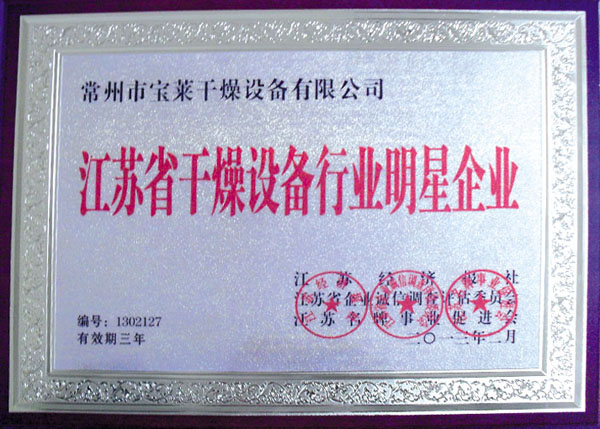 常州市宝莱干燥设备有限公司
江苏省干燥设备行业明星企业
江苏经济报社
江苏省企业诚信调查评估委员会
江苏名牌事业促进会
二〇一三年二月
编号：1302127
有效期三年